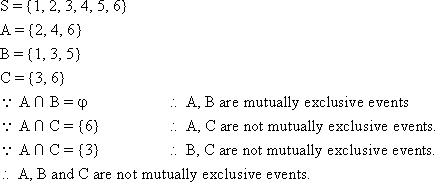 S = {1, 2, 3, 4, 5, 6}
A = {2, 4, 6}
B = {1, 3, 5}
C = {3, 6}
∵ A ∩ B = φ ∴ A, B are mutually exclusive events
∵ A ∩ C = {6} ∴ A, C are not mutually exclusive events.
∵ A ∩ C = {3} ∴ B, C are not mutually exclusive events.
∴ A, B and C are not mutually exclusive events.